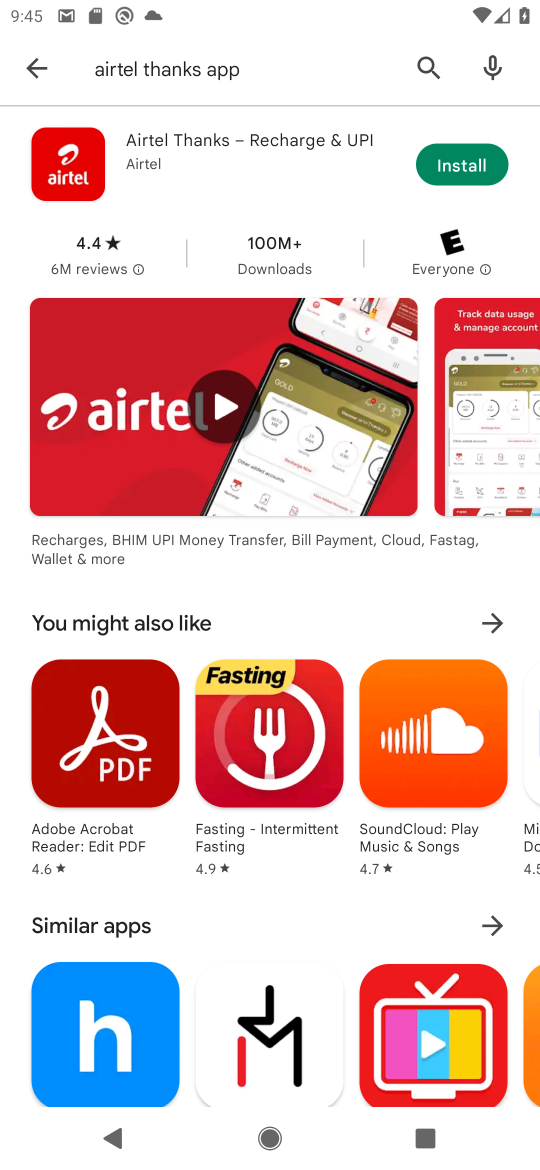 9:45
airtel thanks app
airtel
Airtel Thanks – Recharge & UPI
Airtel
Install
4.4★
6M reviews
100M+
Downloads
E
Everyone
airtel
GOLD
Recharge Now
Track data usage
& manage account
GOLD
Recharges, BHIM UPI Money Transfer, Bill Payment, Cloud, Fastag,
Wallet & more
You might also like
PDF
Fasting
Adobe Acrobat
Reader: Edit PDF
4.6 ★
Fasting - Intermittent
Fasting
4.9 ★
SoundCloud: Play
Music & Songs
4.7 ★
Mi
Do
4.5
Similar apps
h